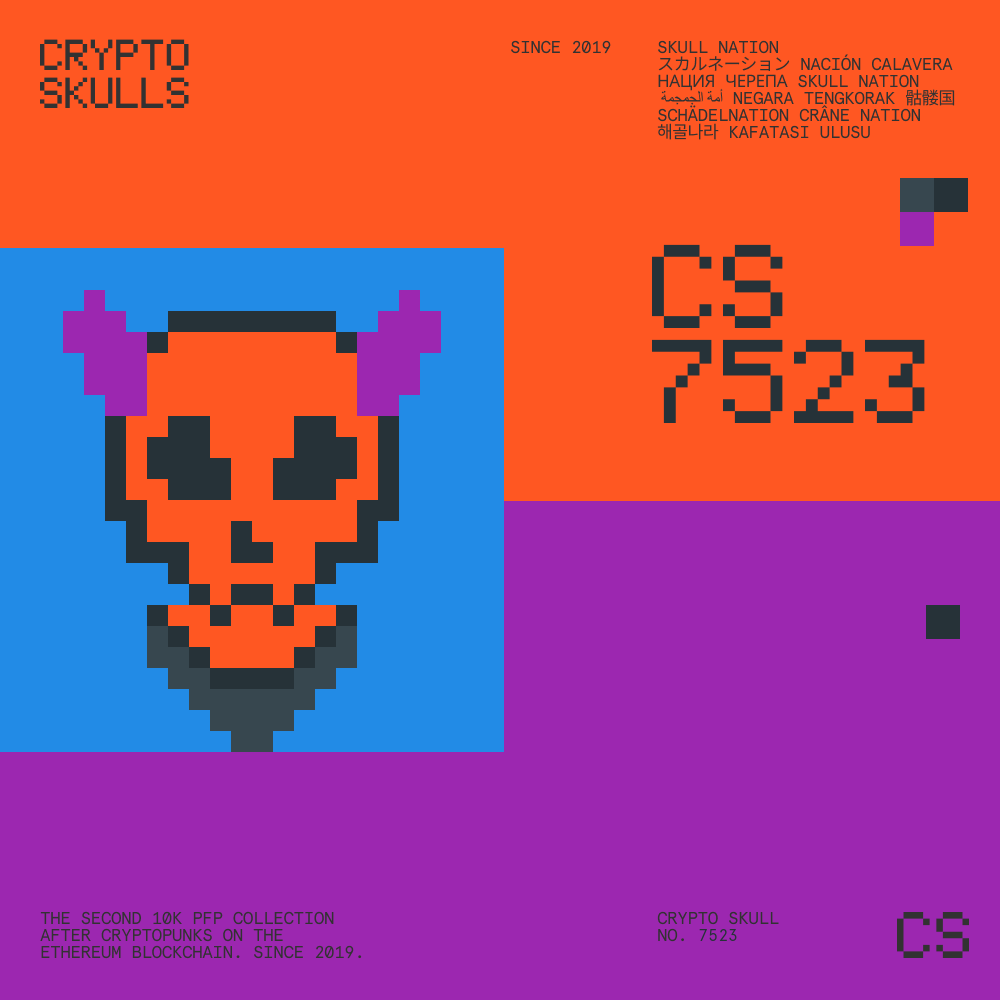 CRYPTO
SKULLS
SINCE 2019
SKULL NATION
スカルネーション NACIÓN CALAVERA
НАЦИЯ ЧЕРЕПА SKULL NATION
أمة الجمجمة NEGARA TENGKORAK 骷髅国
SCHÄDELNATION CRÂNE NATION
해골나라 KAFATASI ULUSU
CS
7523
THE SECOND 10K PFP COLLECTION
AFTER CRYPTOPUNKS ON THE
ETHEREUM BLOCKCHAIN. SINCE 2019.
CRYPTO SKULL
NO. 7523
CS